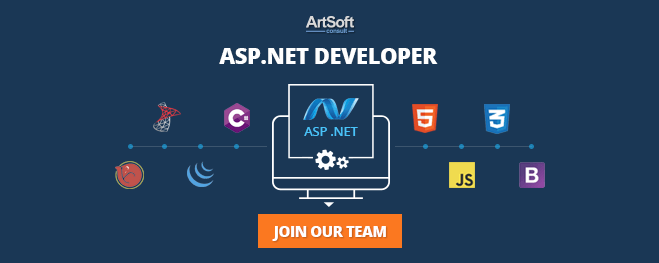 ArtSoft
consult
ASP.NET DEVELOPER
C#
5
3
ASP .NET
JS
B
JOIN OUR TEAM